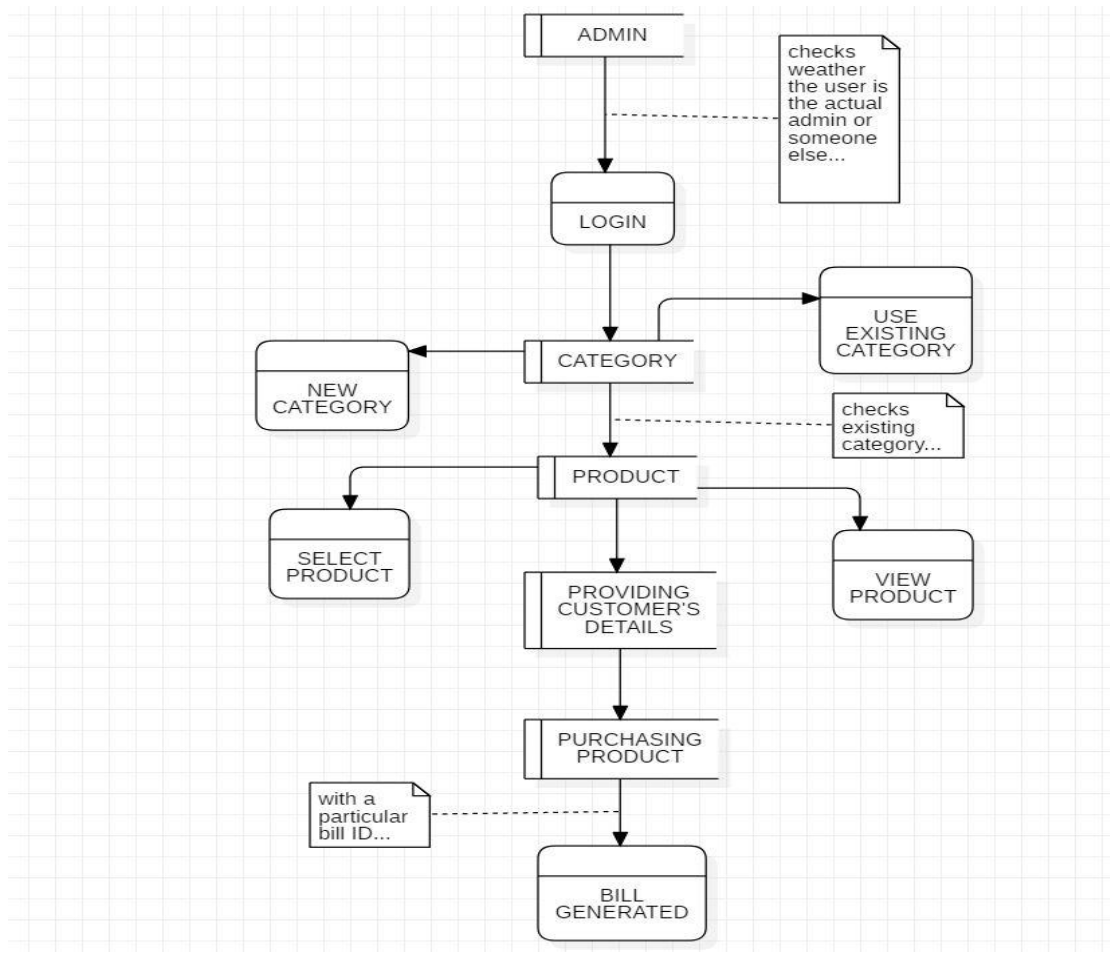 ADMIN
checks
weather
the user is
the actual
admin or
someone
else...
LOGIN
USE
EXISTING
CATEGORY
CATEGORY
NEW
CATEGORY
checks
existing
category...
PRODUCT
SELECT
PRODUCT
VIEW
PRODUCT
PROVIDING
CUSTOMER'S
DETAILS
PURCHASING
PRODUCT
with a
particular
bill ID...
BILL
GENERATED